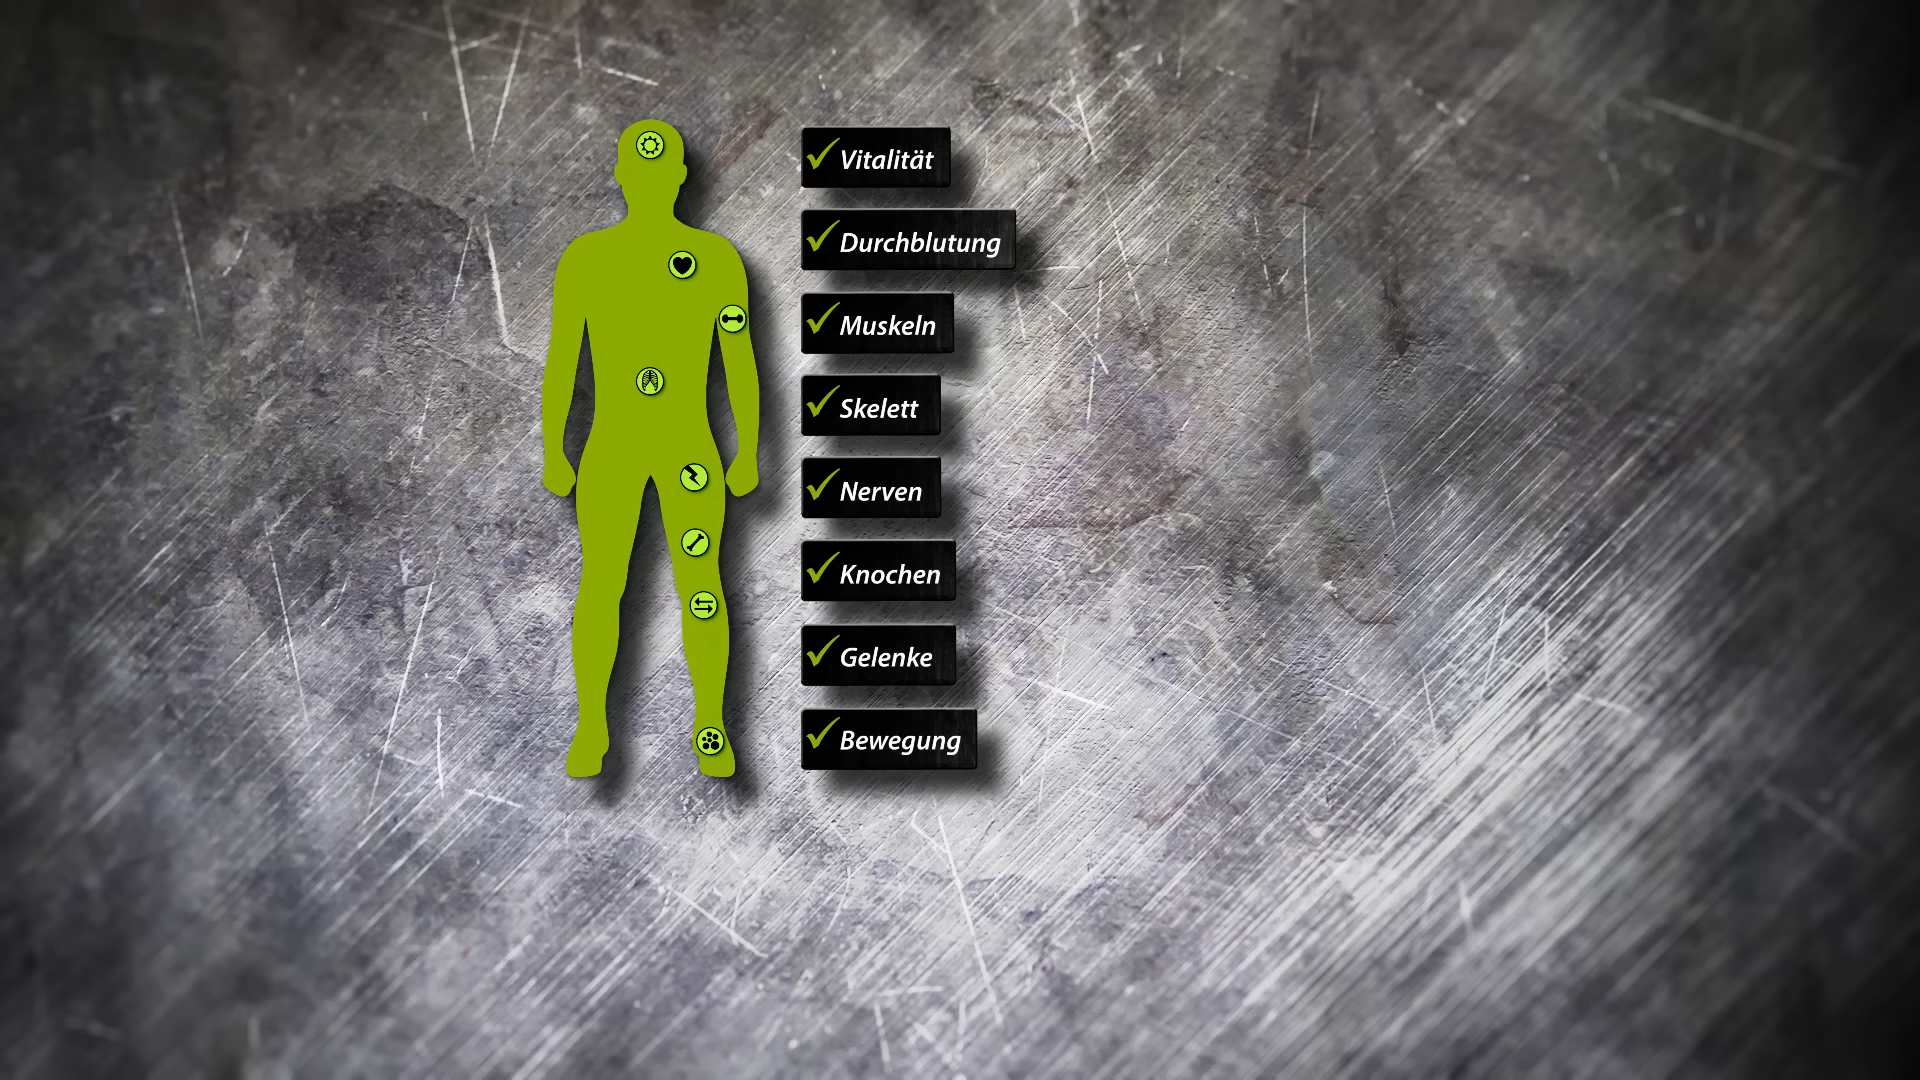 Vitalität
Durchblutung
Muskeln
Skelett
Nerven
Knochen
Gelenke
Bewegung